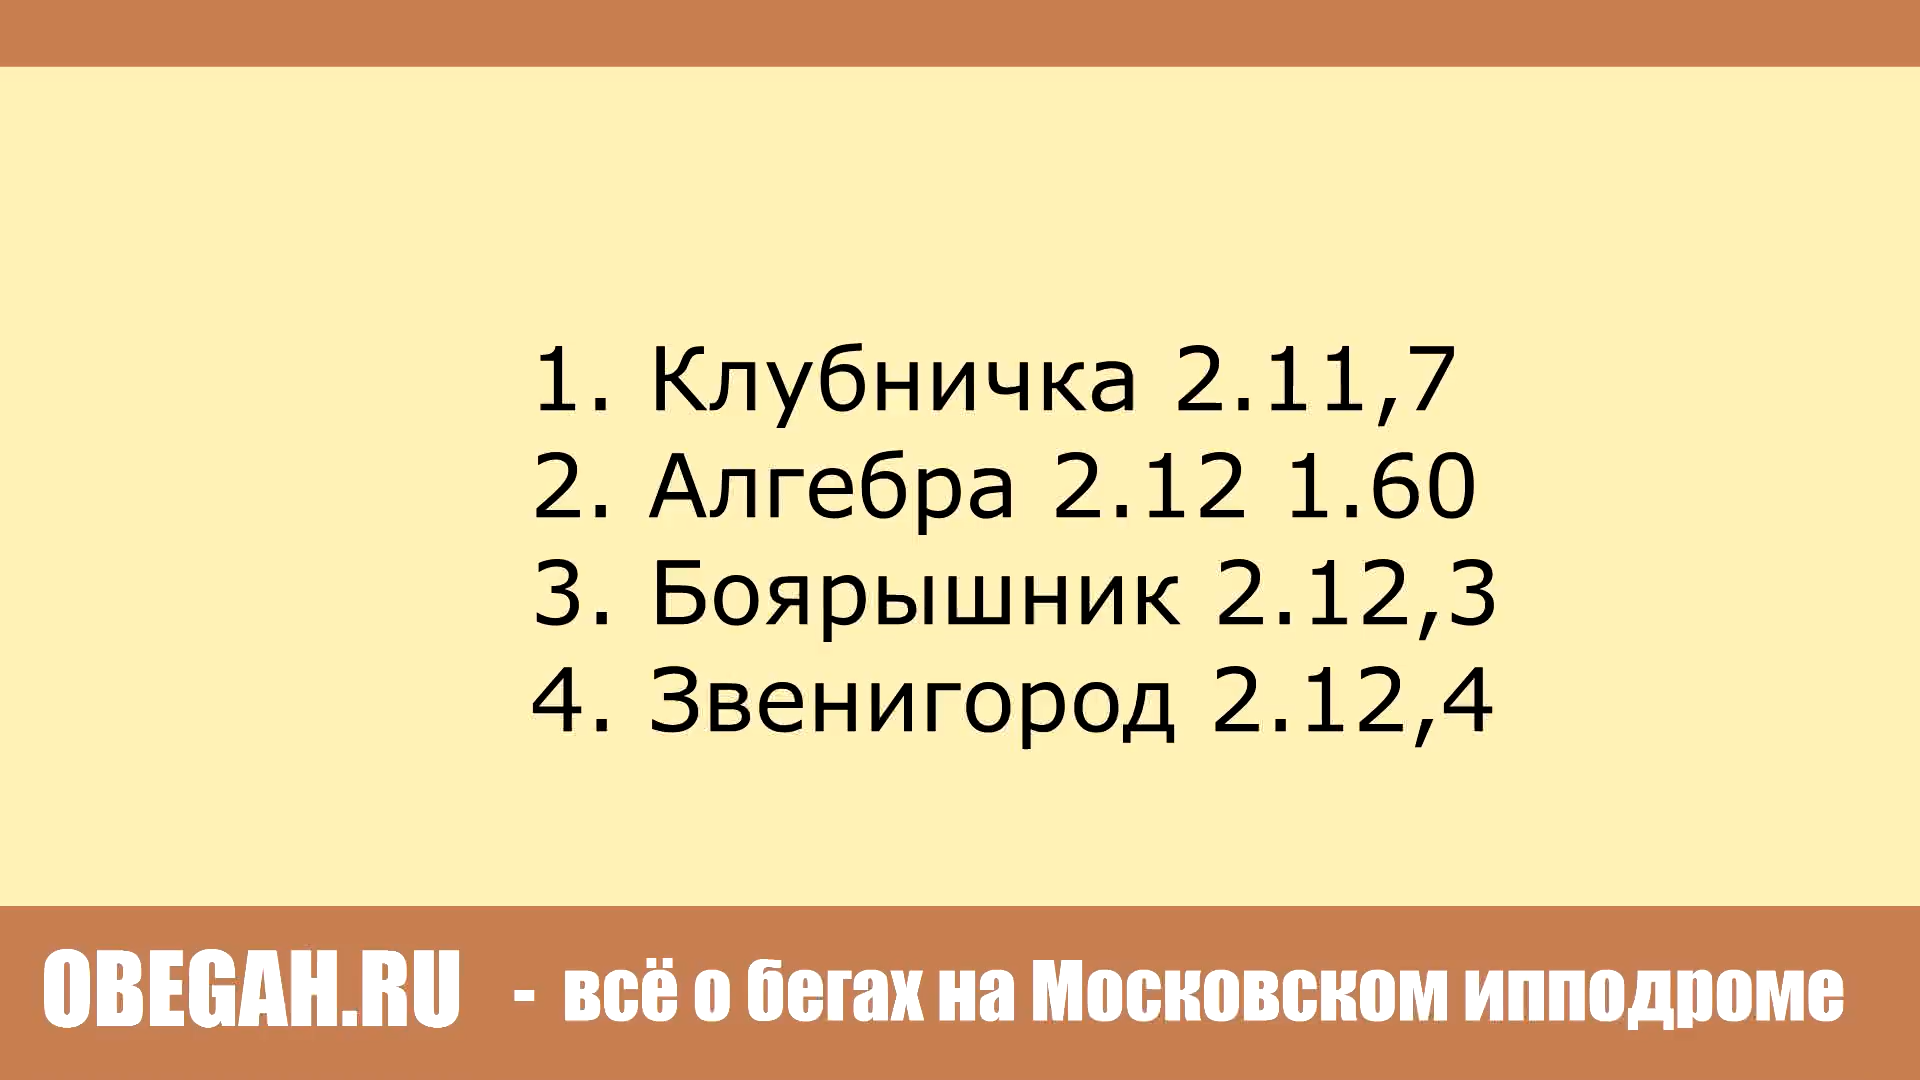 1. Клубничка 2.11,7
2. Алгебра 2.12 1.60
3. Боярышник 2.12,3
4. Звенигород 2.12,4
OBEGAH.RU - всё о бегах на Московском ипподроме